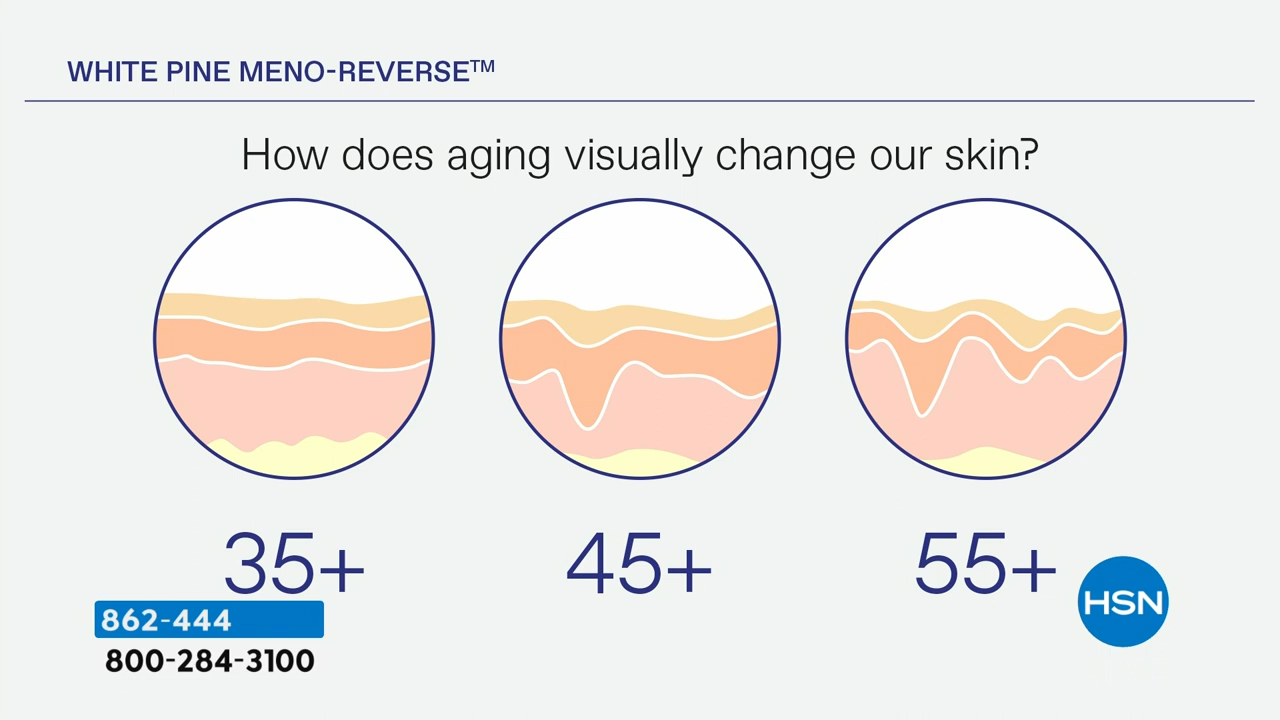 WHITE PINE MENO-REVERSE™
How does aging visually change our skin?
35+
45+
55+
862-444
800-284-3100
HSN